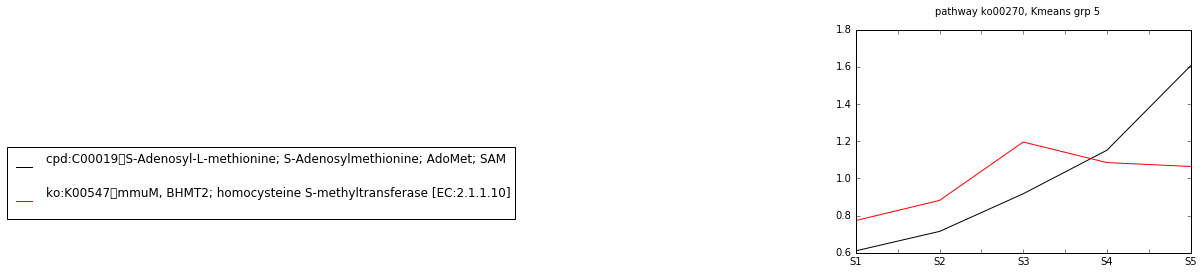 pathway ko00270, Kmeans grp 5
1.8
1.6
1.4
1.2
1.0
0.8
0.6
S1 S2 S3 S4 S5
cpd:C00019▯S-Adenosyl-L-methionine; S-Adenosylmethionine; AdoMet; SAM
ko:K00547▯mmuM, BHMT2; homocysteine S-methyltransferase [EC:2.1.1.10]